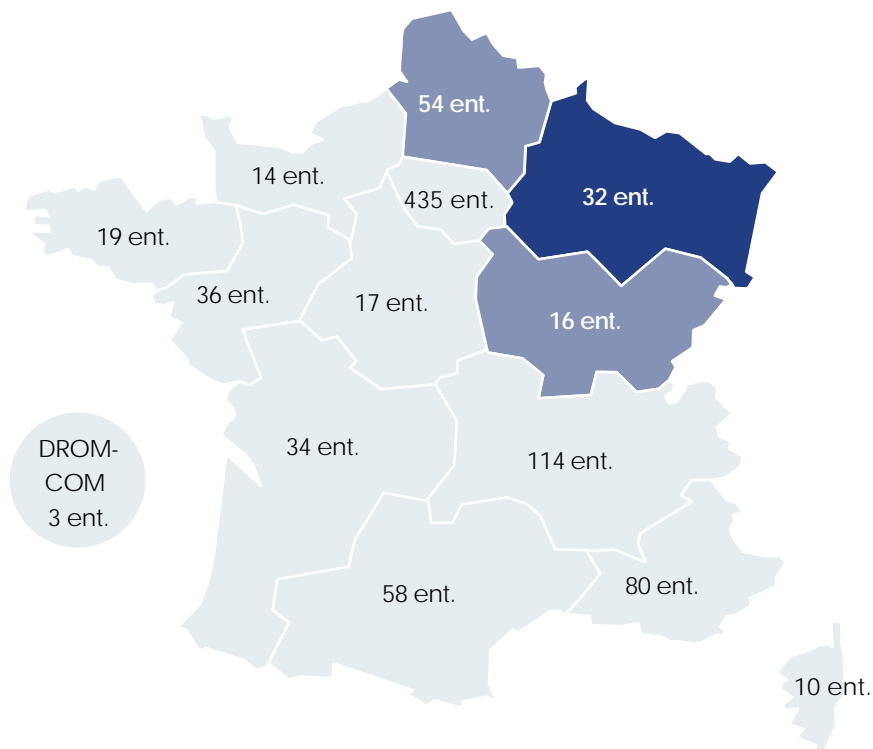 54 ent.
14 ent.
435 ent.
32 ent.
19 ent.
36 ent.
17 ent.
16 ent.
34 ent.
114 ent.
DROM-
COM
3 ent.
58 ent.
80 ent.
10 ent.